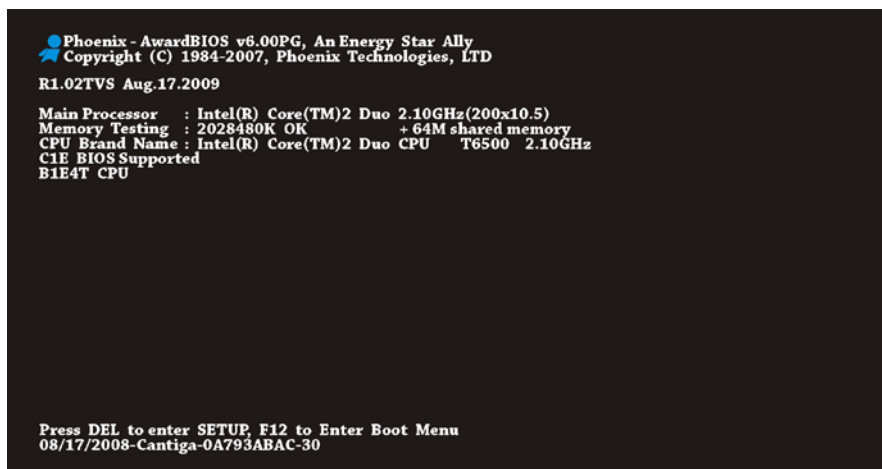 Phoenix - AwardBIOS v6.00PG, An Energy Star Ally
Copyright (C) 1984-2007, Phoenix Technologies, LTD
R1.02TVS Aug.17.2009
Main Processor : Intel(R) Core(TM)2 Duo 2.10GHz(200x10.5)
Memory Testing : 2028480K OK + 64M shared memory
CPU Brand Name : Intel(R) Core(TM)2 Duo CPU T6500 2.10GHz
C1E BIOS Supported
B1E4T CPU
Press DEL to enter SETUP, F12 to Enter Boot Menu
08/17/2008-Cantiga-0A793ABAC-30